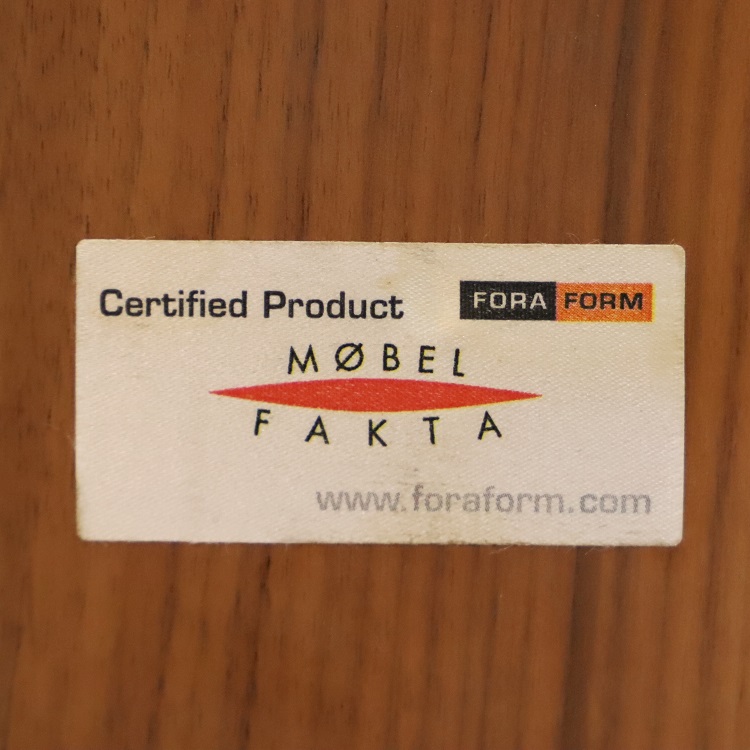 Certified Product
FORA FORM
MØBEL
FAKTA
www.foraform.com